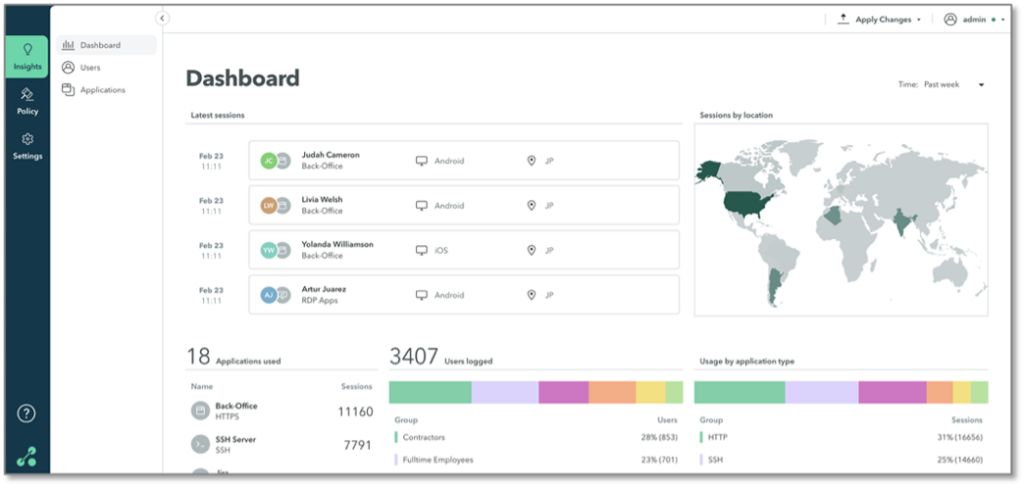 Apply Changes
admin
Insights
Policy
Settings
Dashboard
Users
Applications
Dashboard
Time: Past week
Latest sessions
Feb 23
11:11
JC
Judah Cameron
Back-Office
Android
JP
Feb 23
11:11
LW
Livia Welsh
Back-Office
Android
JP
Feb 23
11:11
YW
Yolanda Williamson
Back-Office
iOS
JP
Feb 23
11:11
AJ
Artur Juarez
RDP Apps
Android
JP
Sessions by location
18 Applications used
Name Sessions
Back-Office
HTTPS
11160
SSH Server
SSH
7791
3407 Users logged
Group Users
Contractors 28% (853)
Fulltime Employees 23% (701)
Usage by application type
Group Sessions
HTTP 31% (16656)
SSH 25% (14660)
?